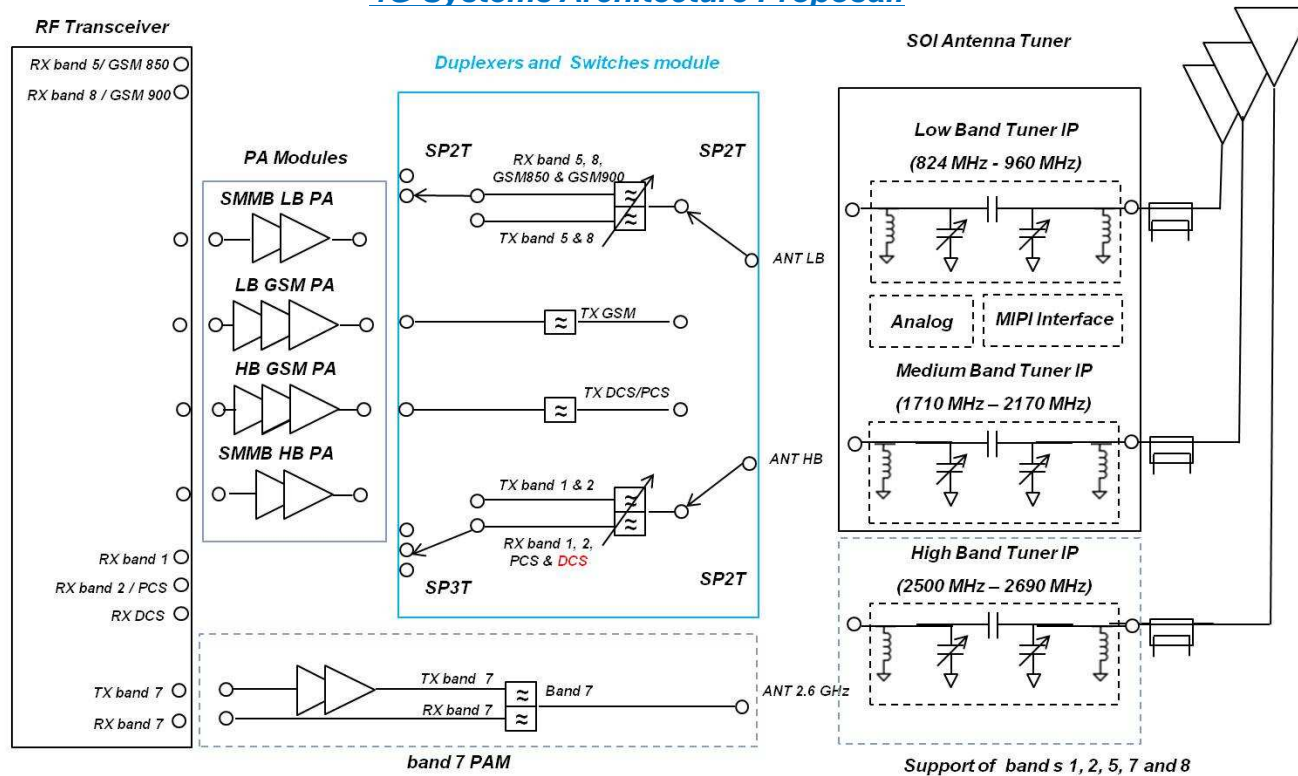 4G Systems Architecture Proposal:
RF Transceiver
RX band 5/ GSM 850
RX band 8 / GSM 900
RX band 1
RX band 2 / PCS
RX DCS
TX band 7
RX band 7
PA Modules
SMMB LB PA
LB GSM PA
HB GSM PA
SMMB HB PA
Duplexers and Switches module
SP2T
RX band 5, 8,
GSM850 & GSM900
SP2T
TX band 5 & 8
ANT LB
TX GSM
TX DCS/PCS
ANT HB
TX band 1 & 2
RX band 1, 2,
PCS & DCS
SP3T
SP2T
TX band 7
RX band 7
Band 7
ANT 2.6 GHz
band 7 PAM
SOI Antenna Tuner
Low Band Tuner IP
(824 MHz - 960 MHz)
Analog
MIPI Interface
Medium Band Tuner IP
(1710 MHz – 2170 MHz)
High Band Tuner IP
(2500 MHz – 2690 MHz)
Support of band s 1, 2, 5, 7 and 8